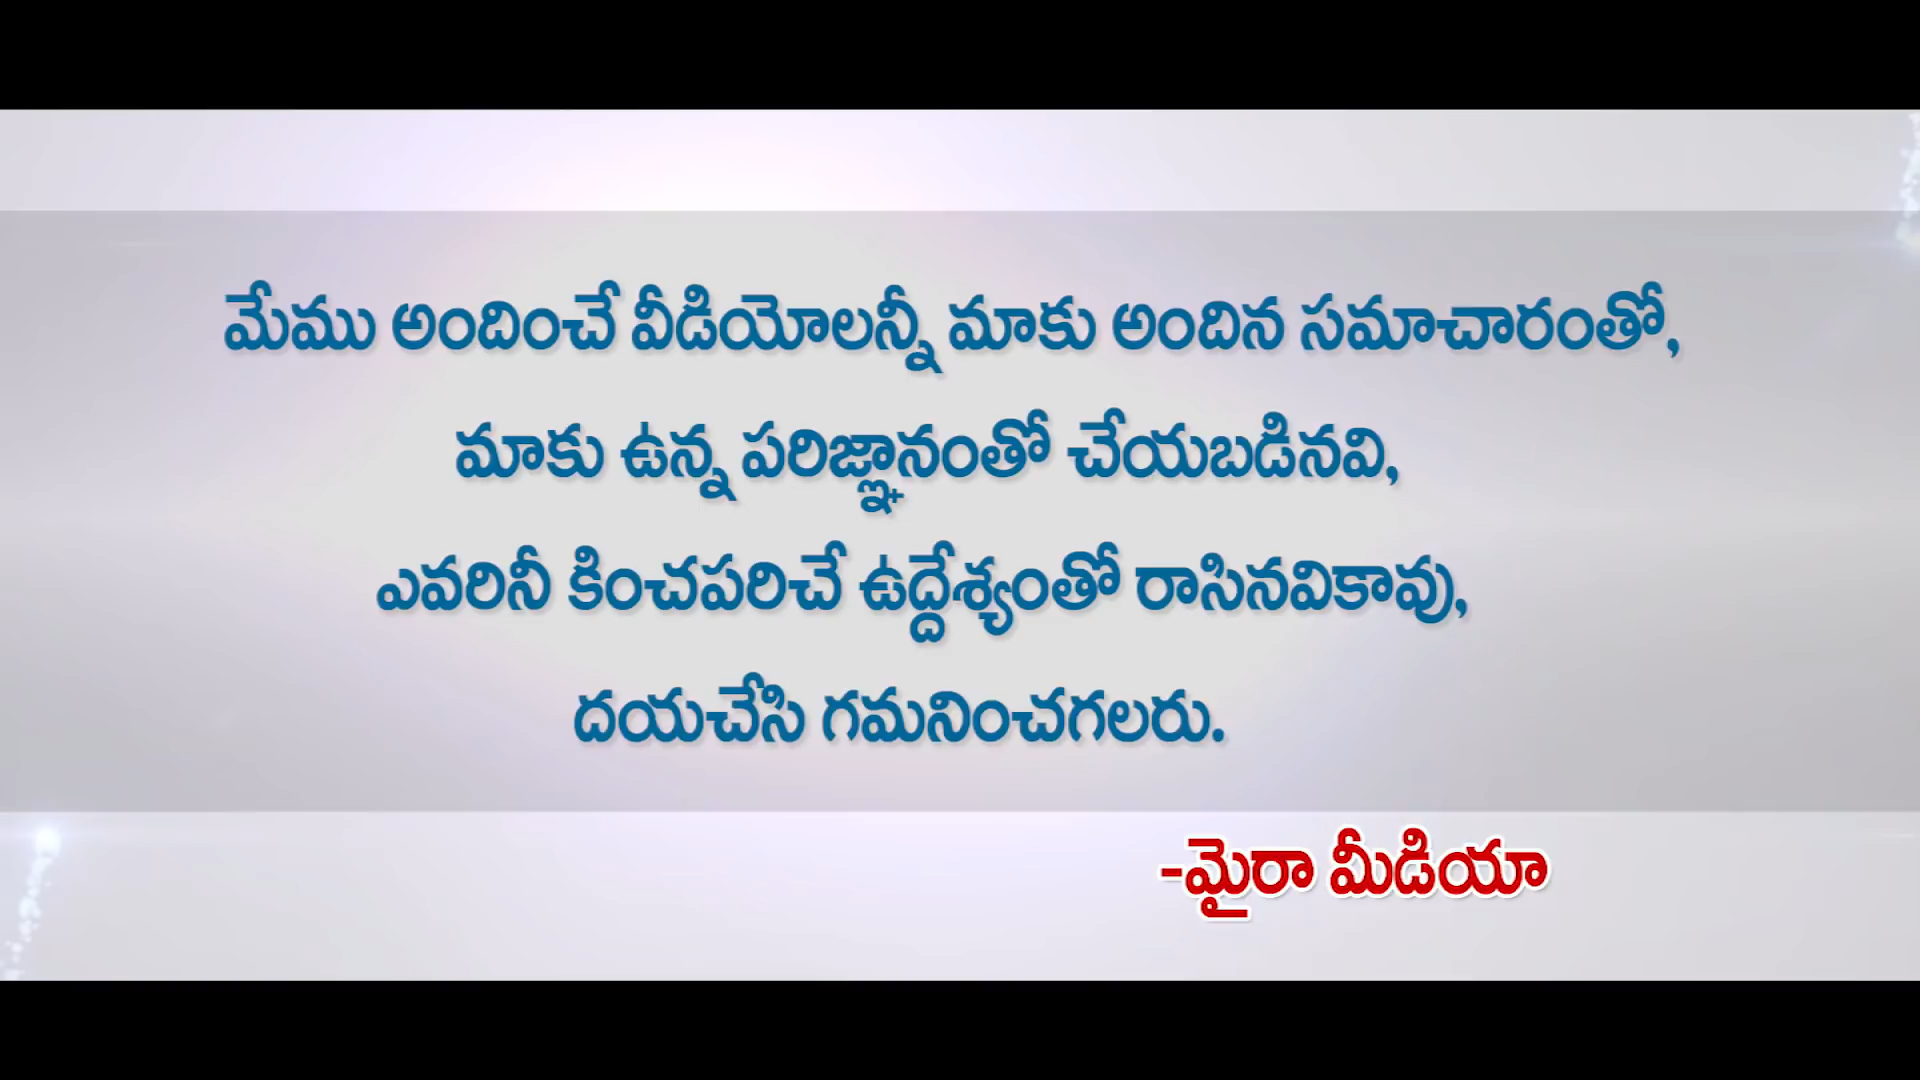 మేము అందించే వీడియోలన్నీ మాకు అందిన సమాచారంతో,
మాకు ఉన్న పరిజ్ఞానంతో చేయబడినవి,
ఎవరినీ కించపరిచే ఉద్దేశ్యంతో రాసినవికావు,
దయచేసి గమనించగలరు.
-మైరా మీడియా